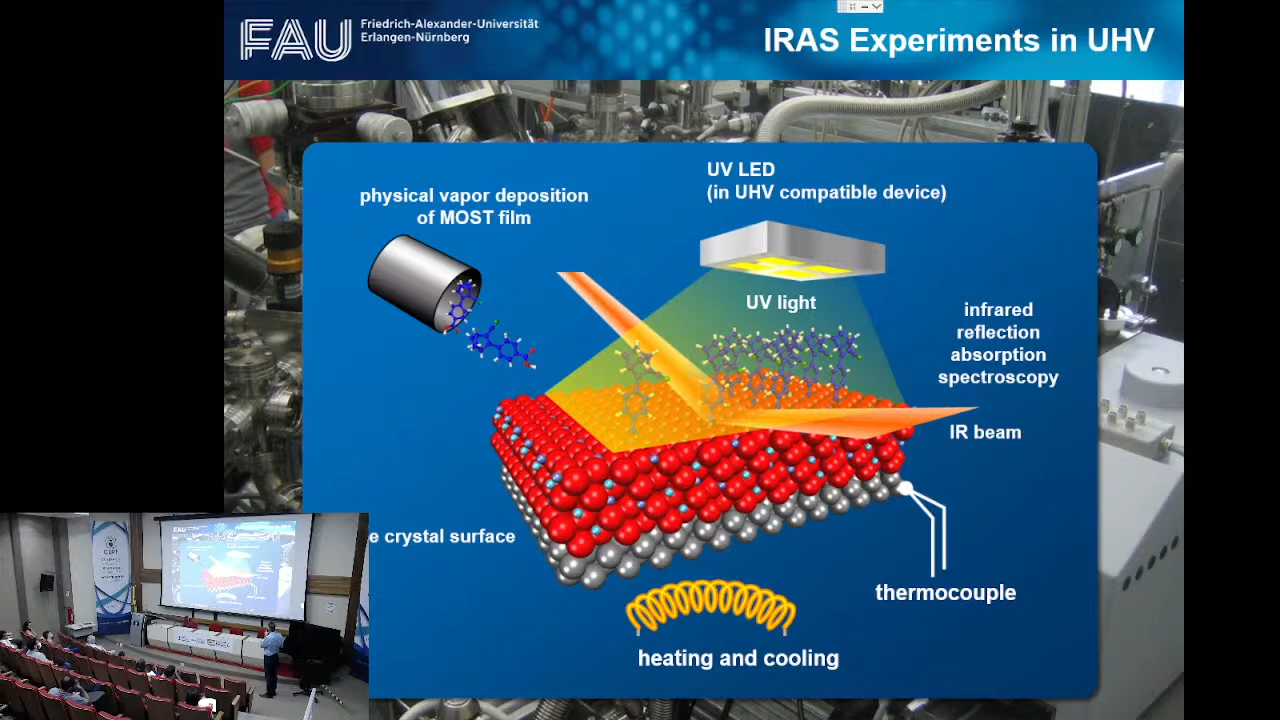 FAU Friedrich-Alexander-Universität
Erlangen-Nürnberg
IRAS Experiments in UHV
UV LED
(in UHV compatible device)
physical vapor deposition
of MOST film
UV light
infrared
reflection
absorption
spectroscopy
IR beam
e crystal surface
thermocouple
heating and cooling